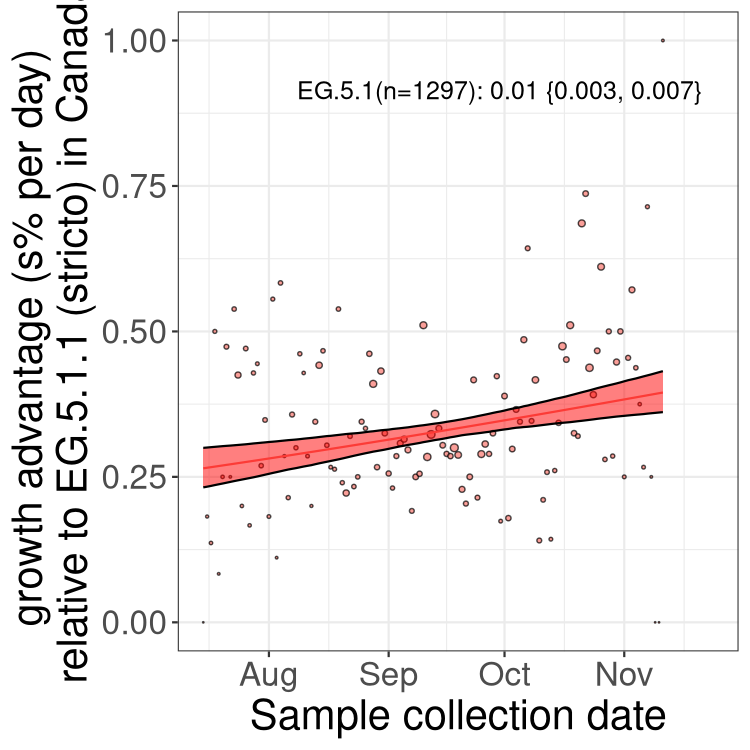 growth advantage (s% per day)
relative to EG.5.1.1 (stricto) in Canada
1.00
0.75
0.50
0.25
0.00
EG.5.1(n=1297): 0.01 {0.003, 0.007}
Aug Sep Oct Nov
Sample collection date